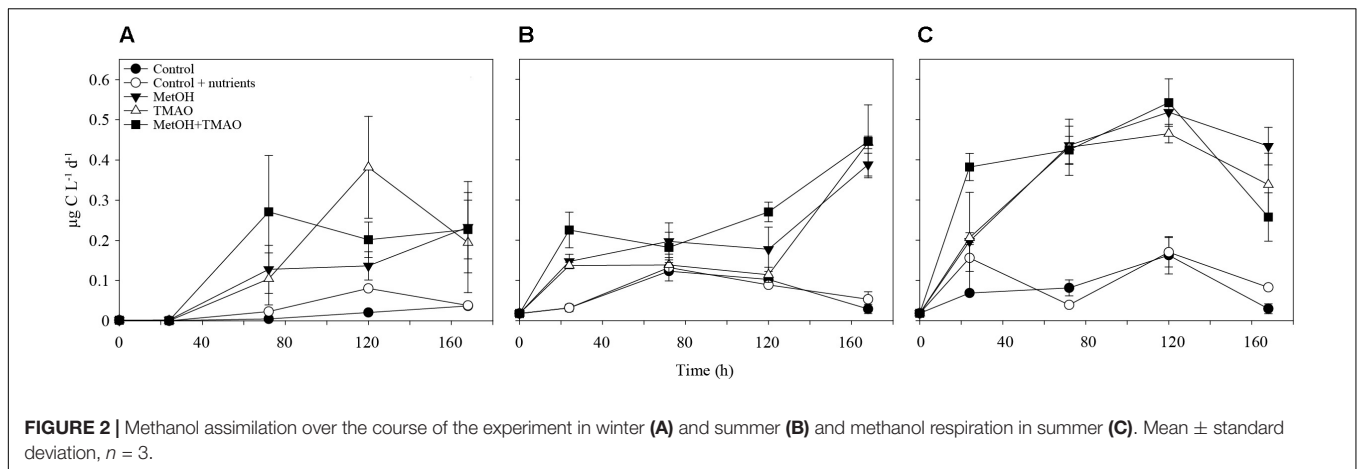 A
B
C
0.6
0.5
0.4
0.3
0.2
0.1
0
µg C L⁻¹ d⁻¹
Control
Control + nutrients
MetOH
TMAO
MetOH+TMAO
0 40 80 120 160
0 40 80 120 160
0 40 80 120 160
Time (h)
FIGURE 2 | Methanol assimilation over the course of the experiment in winter (A) and summer (B) and methanol respiration in summer (C). Mean ± standard
deviation, n = 3.